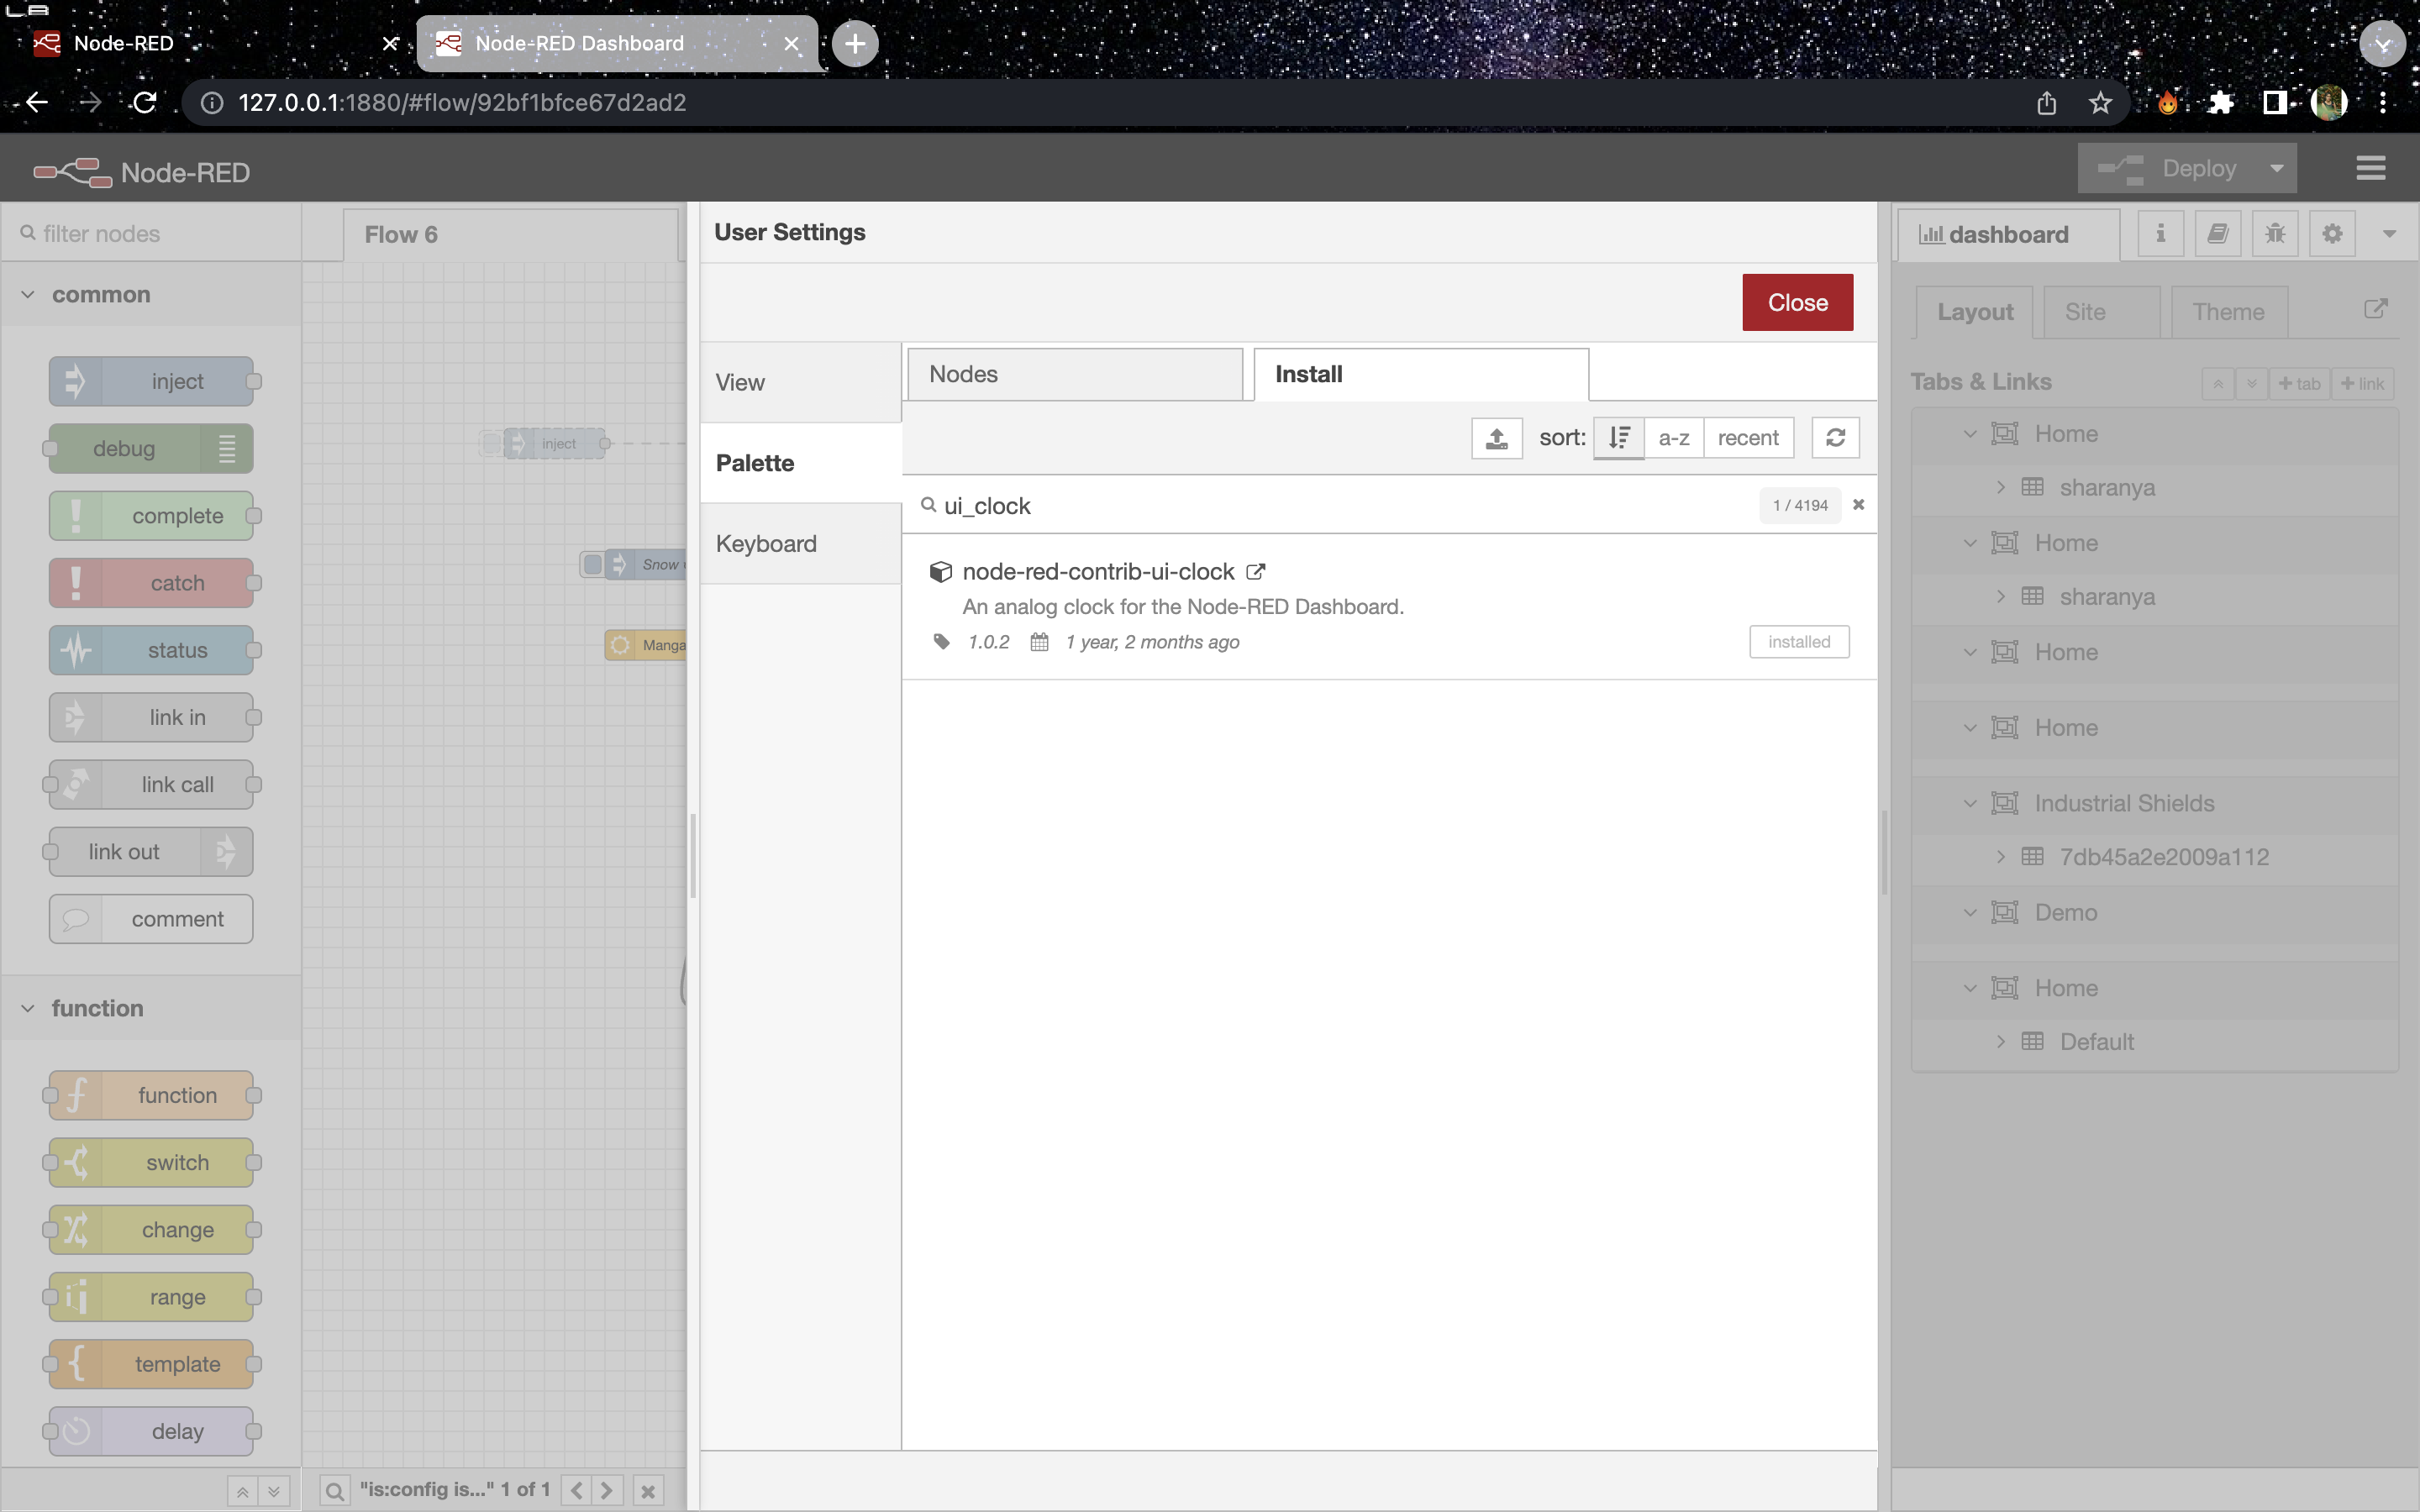 Node-RED
Node-RED Dashboard
127.0.0.1:1880/#flow/92bf1bfce67d2ad2
Node-RED
Deploy
filter nodes
common
inject
debug
complete
catch
status
link in
link call
link out
comment
function
function
switch
change
range
template
delay
Flow 6
inject
Snow
Manga
"is:config is..." 1 of 1
User Settings
Close
View
Palette
Keyboard
Nodes
Install
sort:
a-z
recent
ui_clock
1 / 4194
node-red-contrib-ui-clock
An analog clock for the Node-RED Dashboard.
1.0.2
1 year, 2 months ago
installed
dashboard
Layout
Site
Theme
Tabs & Links
+ tab
+ link
Home
sharanya
Home
sharanya
Home
Home
Industrial Shields
7db45a2e2009a112
Demo
Home
Default